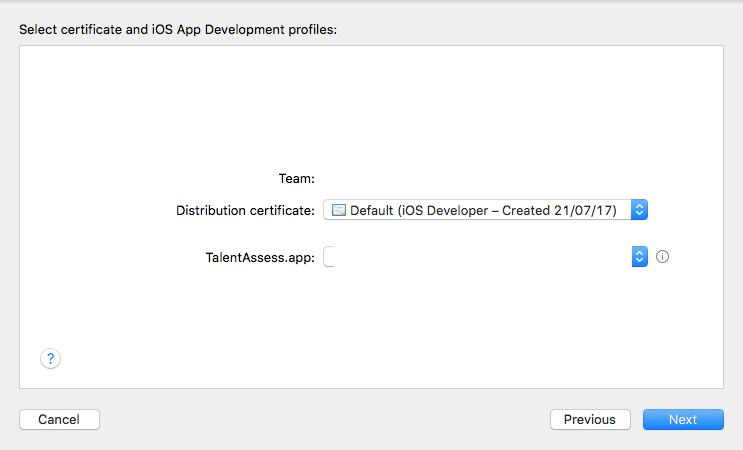 Select certificate and iOS App Development profiles:
Team:
Distribution certificate: Default (iOS Developer – Created 21/07/17)
TalentAssess.app:
?
Cancel Previous Next